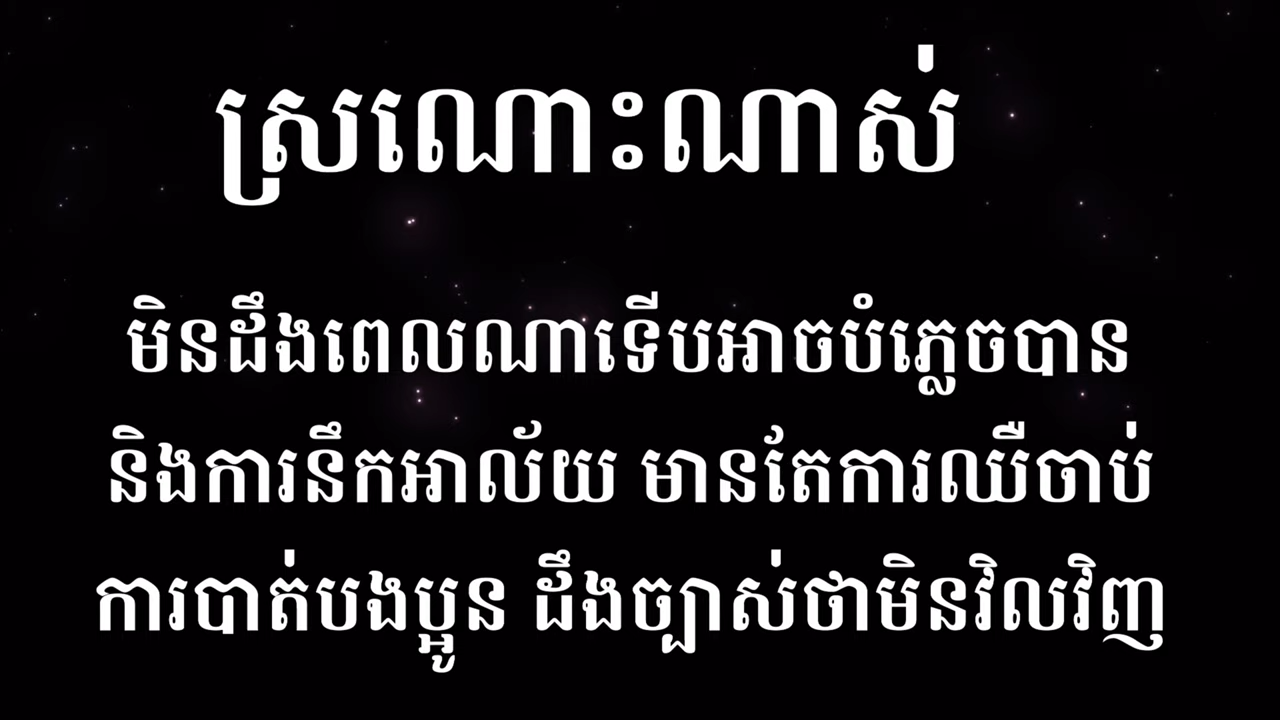 ស្រណោះណាស់
មិនដឹងពេលណាទើបអាចបំភ្លេចបាន
និងការនឹកអាល័យ មានតែការឈឺចាប់
ការបាត់បងប្អូន ដឹងច្បាស់ថាមិនវិលវិញ